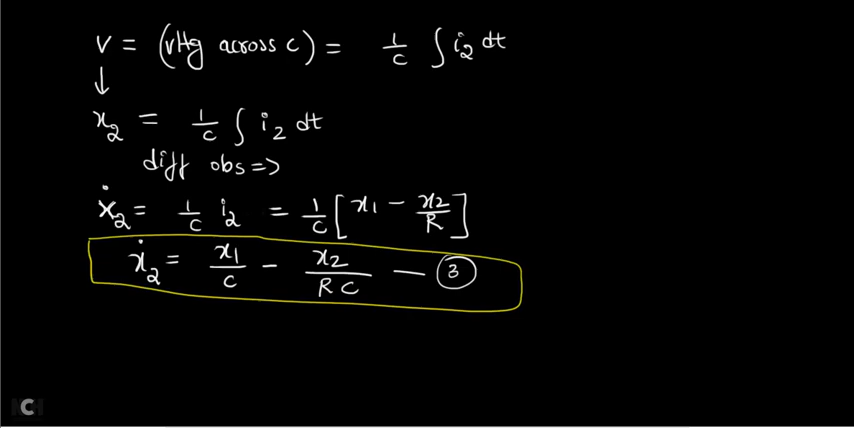 v = (vltg across c) = 1/c ∫ i₂ dt
↓
x₂ = 1/c ∫ i₂ dt
diff obs =>
ẋ₂ = 1/c i₂ = 1/c [x₁ − x₂/R]
ẋ₂ = x₁/c − x₂/RC — ③